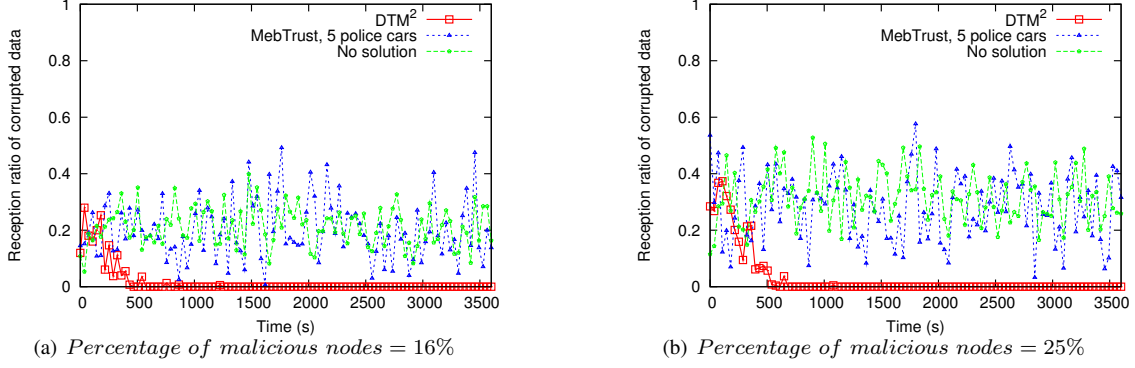 1
0.8
0.6
0.4
0.2
0
Reception ratio of corrupted data
DTM²
MebTrust, 5 police cars
No solution
0 500 1000 1500 2000 2500 3000 3500
Time (s)
(a) Percentage of malicious nodes = 16%
1
0.8
0.6
0.4
0.2
0
Reception ratio of corrupted data
DTM²
MebTrust, 5 police cars
No solution
0 500 1000 1500 2000 2500 3000 3500
Time (s)
(b) Percentage of malicious nodes = 25%